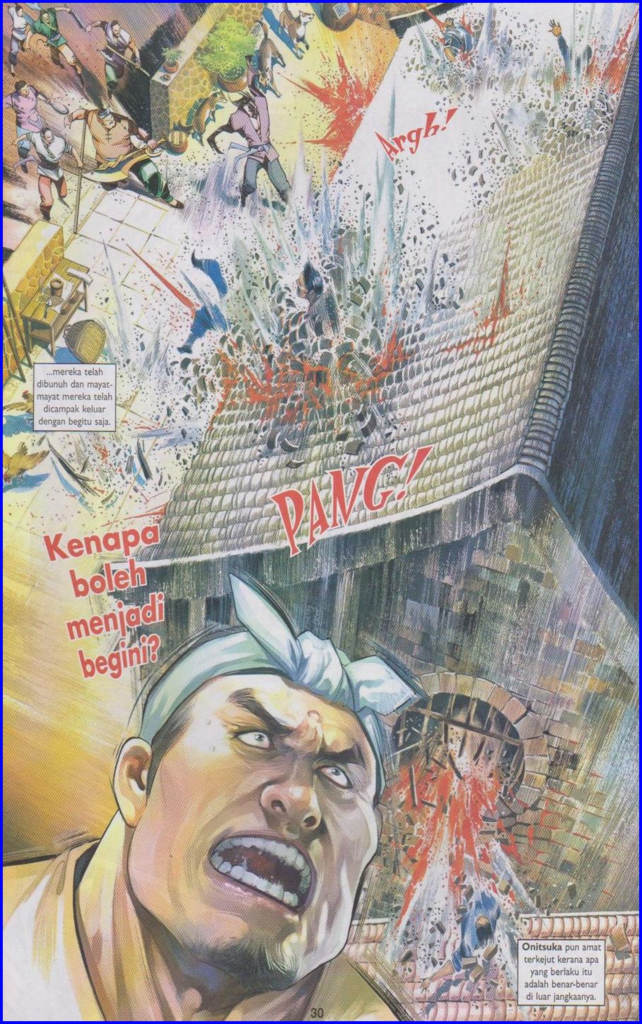 Argh!
...mereka telah
dibunuh dan mayat-
mayat mereka telah
dicampak keluar
dengan begitu saja.
PANG!
Kenapa
boleh
menjadi
begini?
Onitsuka pun amat
terkejut kerana apa
yang berlaku itu
adalah benar-benar
di luar jangkaanya.
30